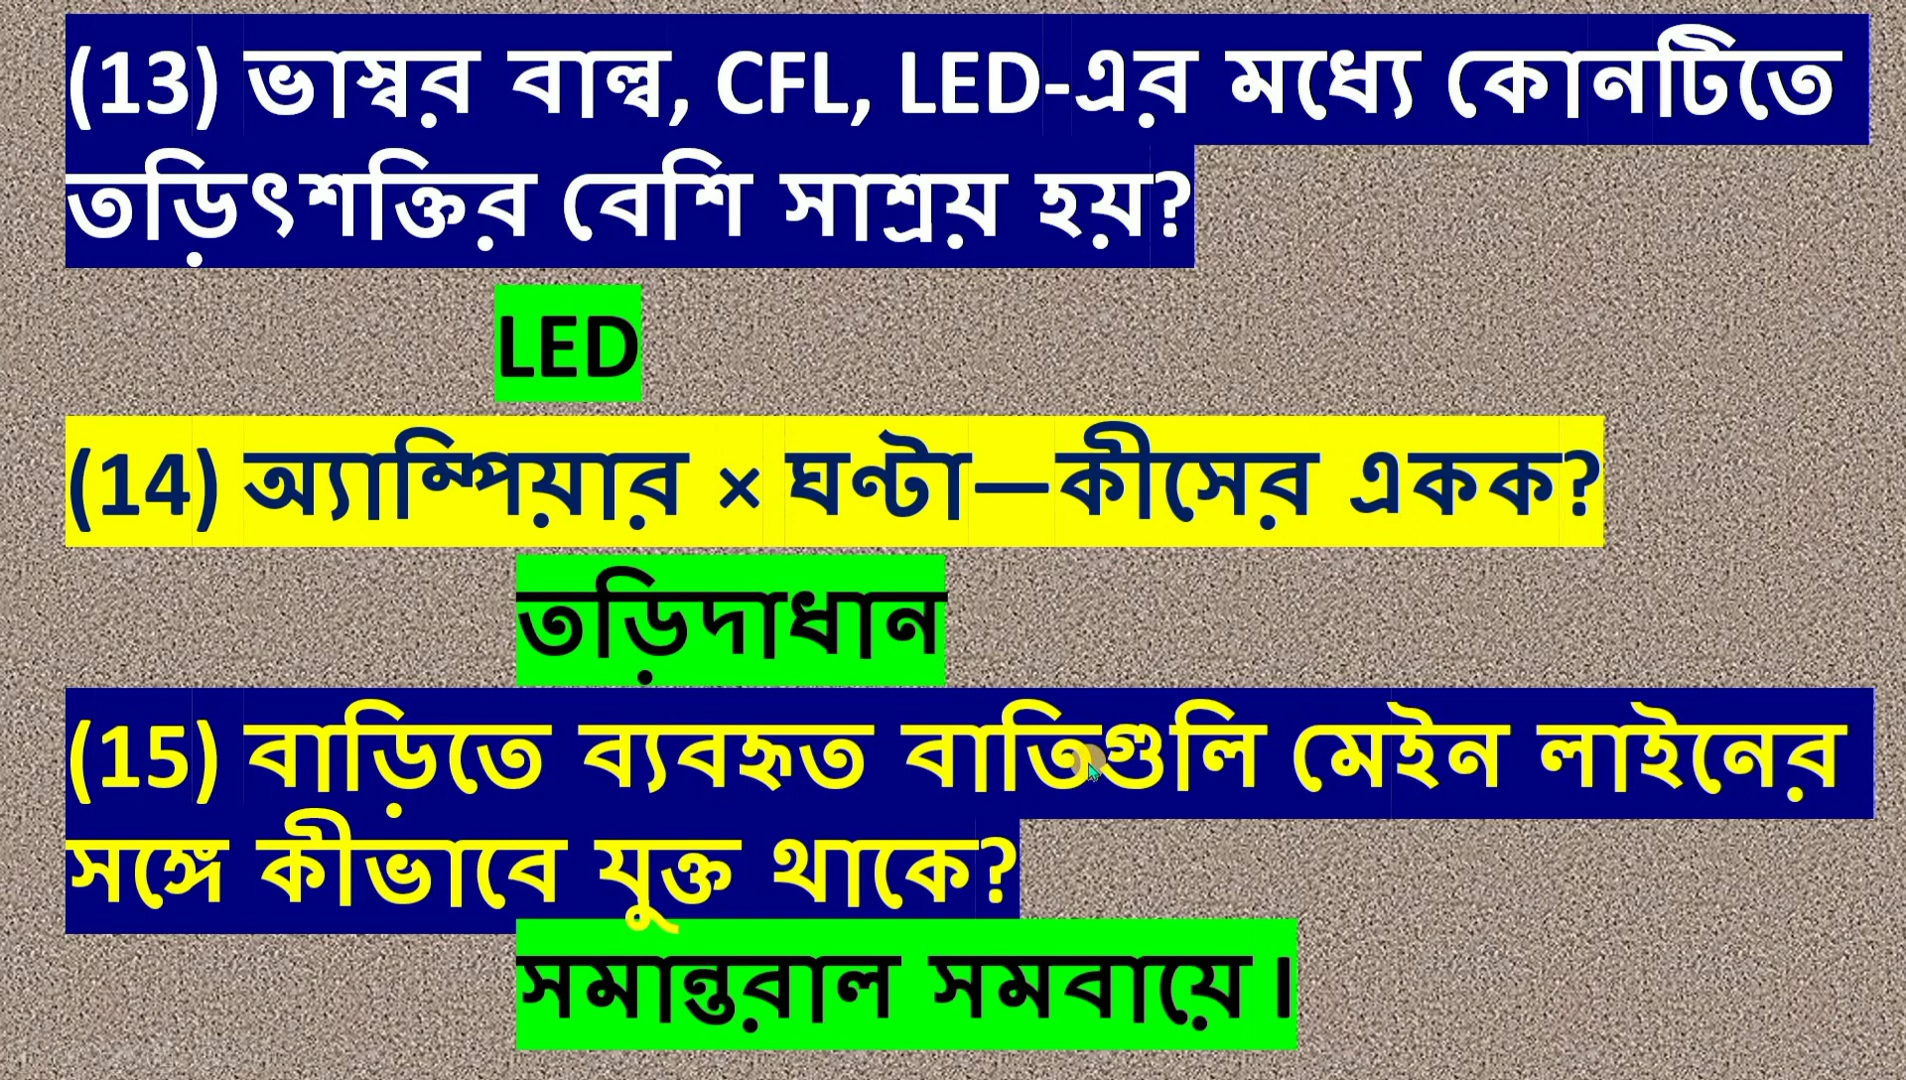 (13) ভাস্বর বাল্ব, CFL, LED-এর মধ্যে কোনটিতে
তড়িৎশক্তির বেশি সাশ্রয় হয়?
LED
(14) অ্যাম্পিয়ার × ঘণ্টা—কীসের একক?
তড়িদাধান
(15) বাড়িতে ব্যবহৃত বাতিগুলি মেইন লাইনের
সঙ্গে কীভাবে যুক্ত থাকে?
সমান্তরাল সমবায়ে।